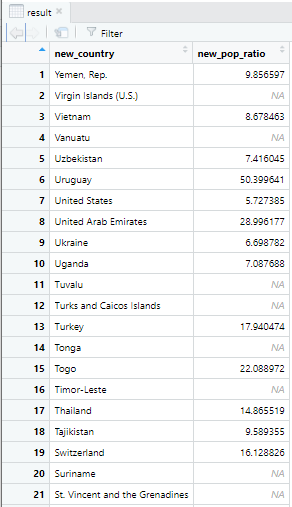 result
Filter
new_country new_pop_ratio
1 Yemen, Rep. 9.856597
2 Virgin Islands (U.S.) NA
3 Vietnam 8.678463
4 Vanuatu NA
5 Uzbekistan 7.416045
6 Uruguay 50.399641
7 United States 5.727385
8 United Arab Emirates 28.996177
9 Ukraine 6.698782
10 Uganda 7.087688
11 Tuvalu NA
12 Turks and Caicos Islands NA
13 Turkey 17.940474
14 Tonga NA
15 Togo 22.088972
16 Timor-Leste NA
17 Thailand 14.865519
18 Tajikistan 9.589355
19 Switzerland 16.128826
20 Suriname NA
21 St. Vincent and the Grenadines NA